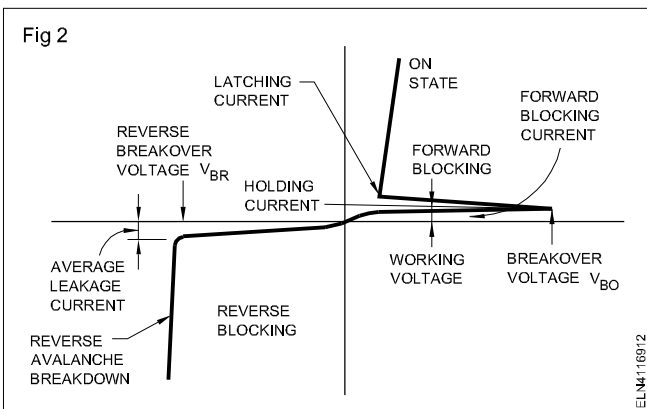 Fig 2
ON
STATE
LATCHING
CURRENT
FORWARD
BLOCKING
CURRENT
REVERSE
BREAKOVER
VOLTAGE VBR
FORWARD
BLOCKING
HOLDING
CURRENT
AVERAGE
LEAKAGE
CURRENT
WORKING
VOLTAGE
BREAKOVER
VOLTAGE VBO
REVERSE
BLOCKING
REVERSE
AVALANCHE
BREAKDOWN
ELN4116912